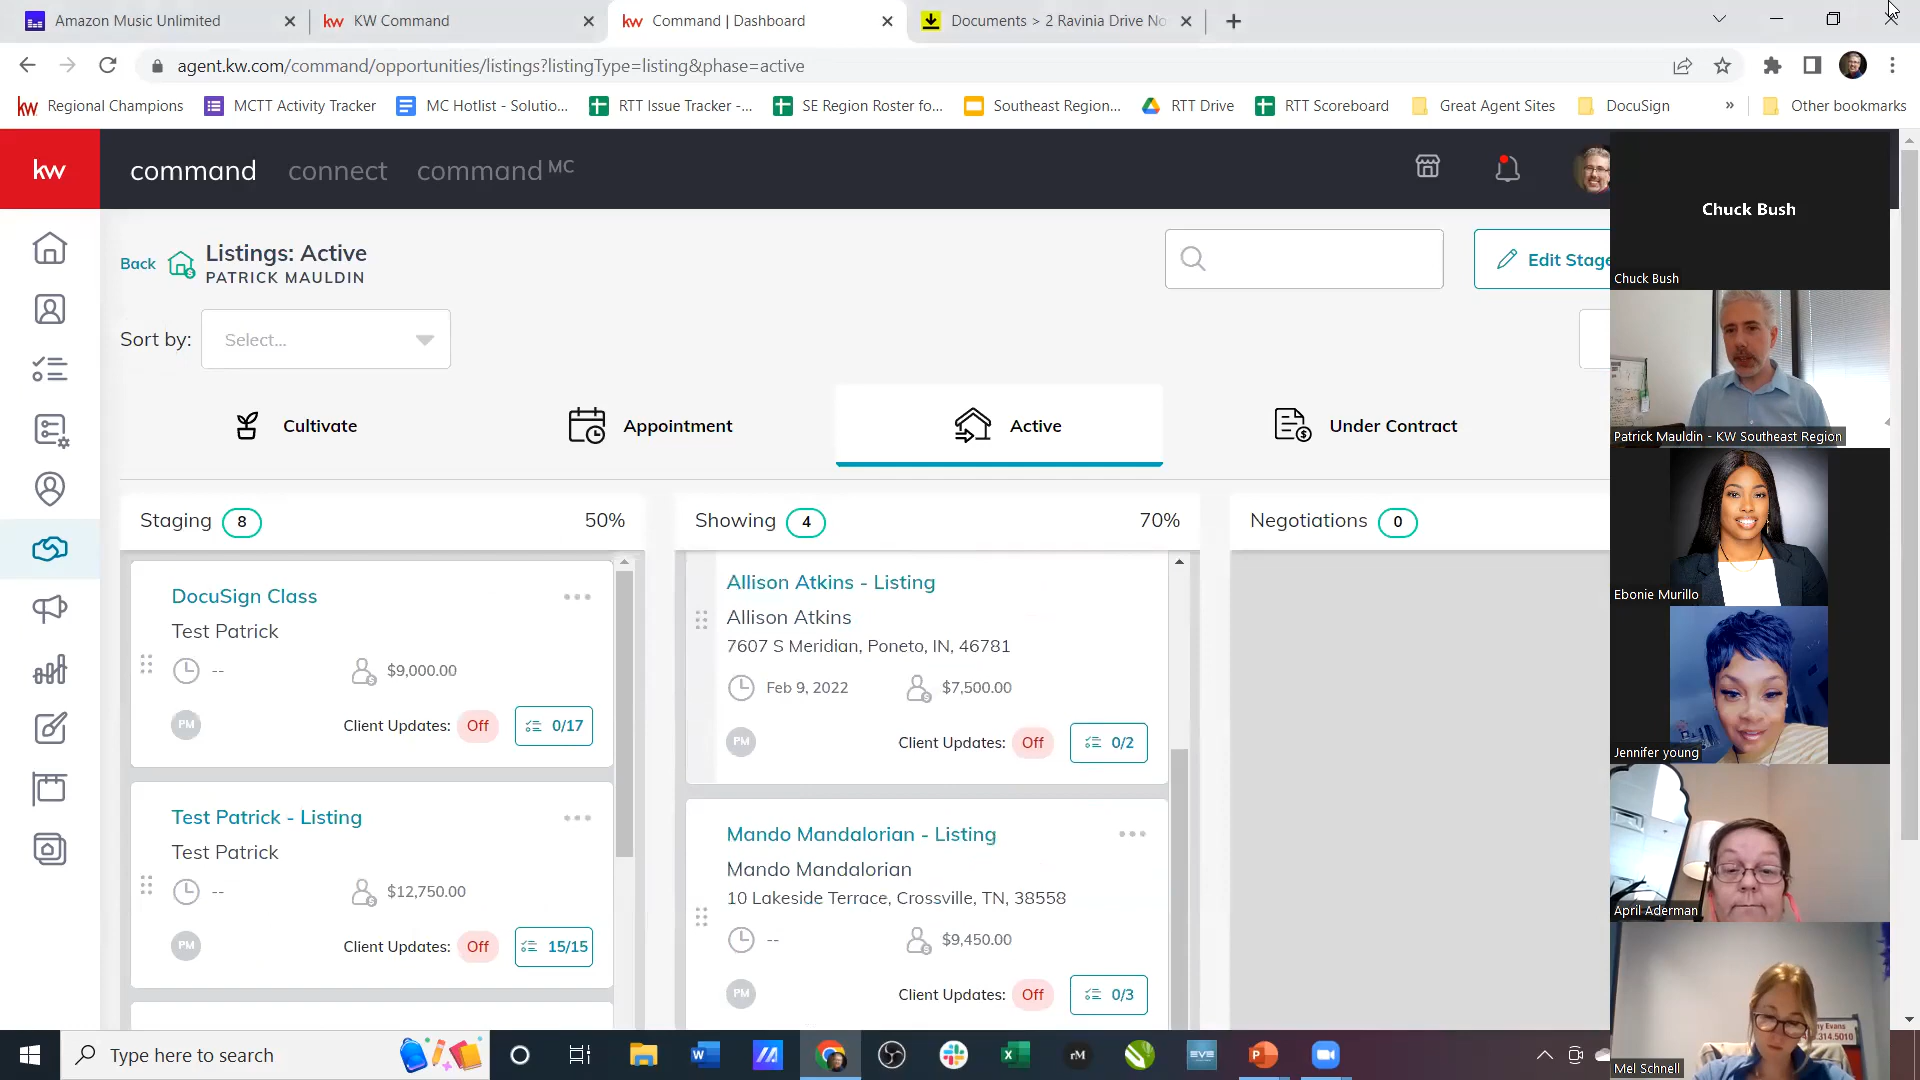 Amazon Music Unlimited
KW Command
Command | Dashboard
Documents > 2 Ravinia Drive No
agent.kw.com/command/opportunities/listings?listingType=listing&phase=active
Regional Champions
MCTT Activity Tracker
MC Hotlist - Solutio...
RTT Issue Tracker -...
SE Region Roster fo...
Southeast Region...
RTT Drive
RTT Scoreboard
Great Agent Sites
DocuSign
»
Other bookmarks
kw
command
connect
command MC
Back
Listings: Active
PATRICK MAULDIN
Edit Stage
Sort by:
Select...
Cultivate
Appointment
Active
Under Contract
Staging 8 50%
DocuSign Class
Test Patrick
--
$9,000.00
PM
Client Updates: Off 0/17
Test Patrick - Listing
Test Patrick
--
$12,750.00
PM
Client Updates: Off 15/15
Showing 4 70%
Allison Atkins - Listing
Allison Atkins
7607 S Meridian, Poneto, IN, 46781
Feb 9, 2022
$7,500.00
PM
Client Updates: Off 0/2
Mando Mandalorian - Listing
Mando Mandalorian
10 Lakeside Terrace, Crossville, TN, 38558
--
$9,450.00
PM
Client Updates: Off 0/3
Negotiations 0
Chuck Bush
Chuck Bush
Patrick Mauldin - KW Southeast Region
Ebonie Murillo
Jennifer young
April Aderman
ny Evans
.314.5010
Mel Schnell
Type here to search
rM
EVE